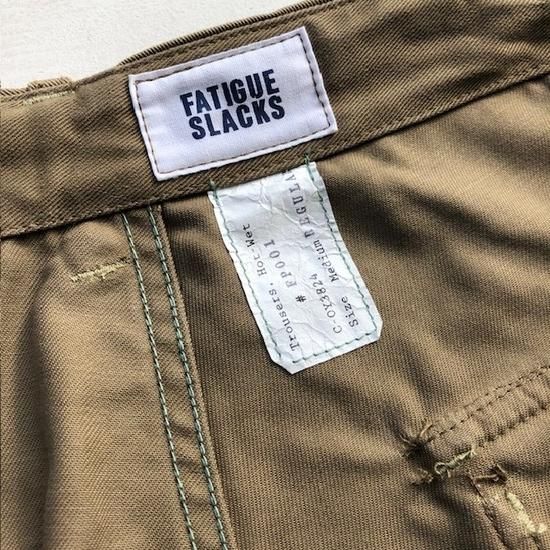 FATIGUE
SLACKS
Trousers, Hot-Wet
# FP001
C-OY3824
Size Medium REGULAR